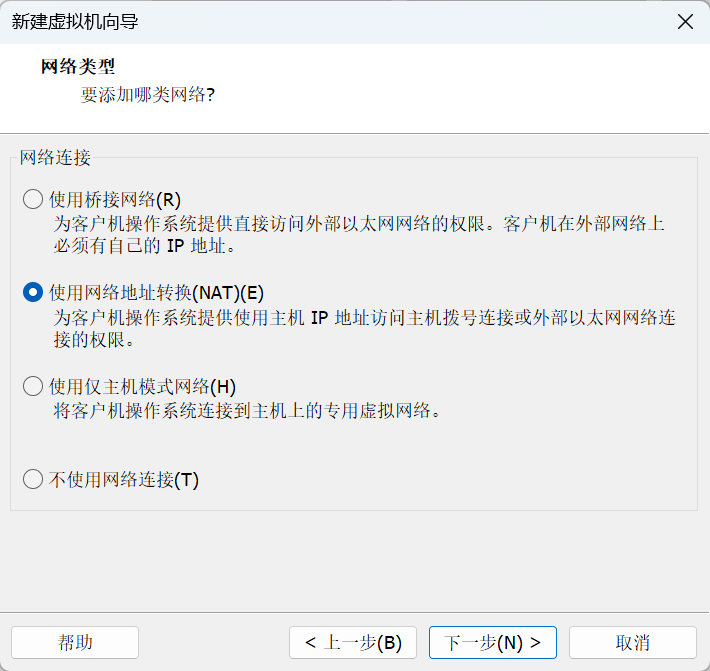 新建虚拟机向导
网络类型
要添加哪类网络?
网络连接
使用桥接网络(R)
为客户机操作系统提供直接访问外部以太网网络的权限。客户机在外部网络上
必须有自己的 IP 地址。
使用网络地址转换(NAT)(E)
为客户机操作系统提供使用主机 IP 地址访问主机拨号连接或外部以太网网络连
接的权限。
使用仅主机模式网络(H)
将客户机操作系统连接到主机上的专用虚拟网络。
不使用网络连接(T)
帮助
< 上一步(B)
下一步(N) >
取消